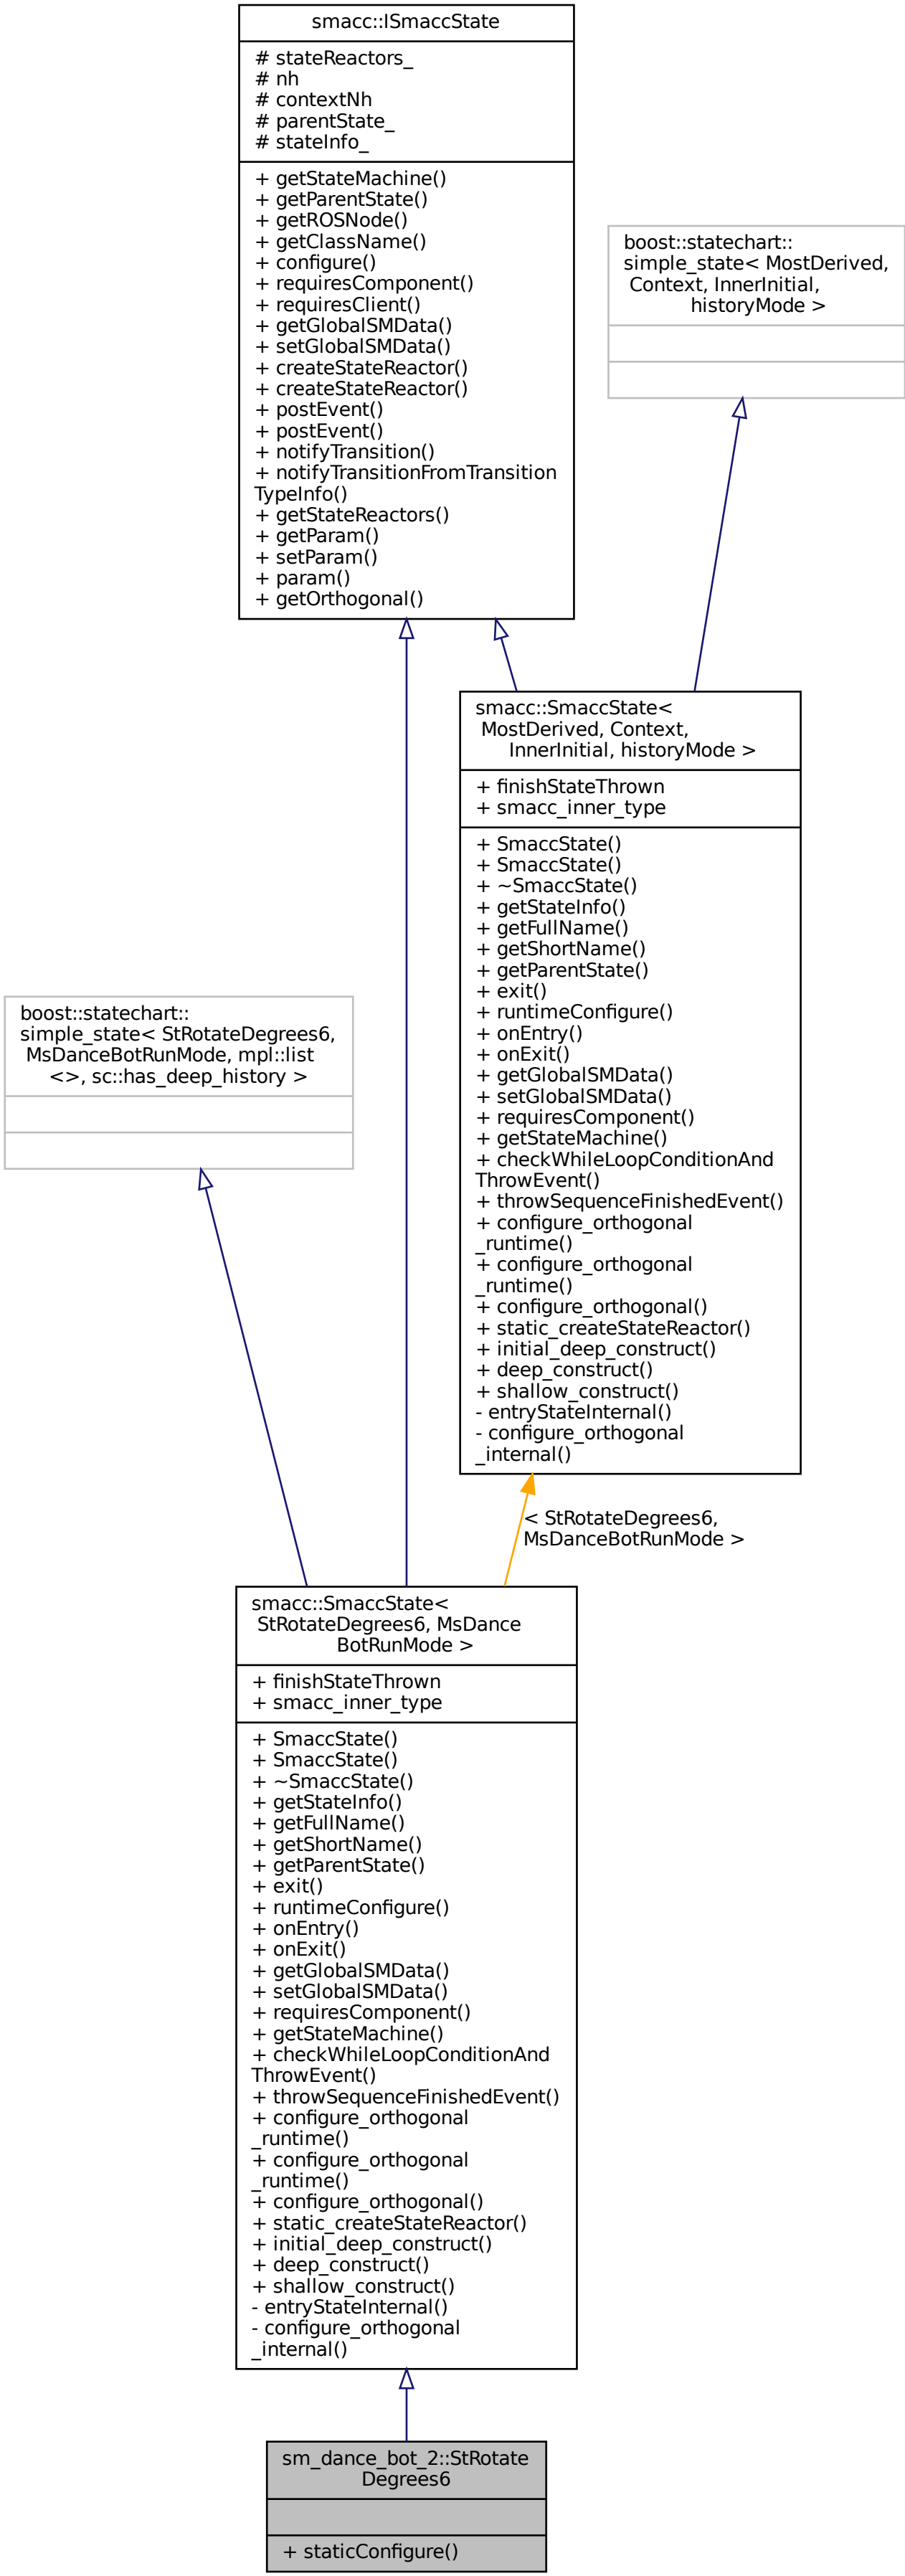 smacc::ISmaccState
# stateReactors_
# nh
# contextNh
# parentState_
# stateInfo_
+ getStateMachine()
+ getParentState()
+ getROSNode()
+ getClassName()
+ configure()
+ requiresComponent()
+ requiresClient()
+ getGlobalSMData()
+ setGlobalSMData()
+ createStateReactor()
+ createStateReactor()
+ postEvent()
+ postEvent()
+ notifyTransition()
+ notifyTransitionFromTransition
TypeInfo()
+ getStateReactors()
+ getParam()
+ setParam()
+ param()
+ getOrthogonal()
boost::statechart::
simple_state< MostDerived,
Context, InnerInitial,
historyMode >
smacc::SmaccState<
MostDerived, Context,
InnerInitial, historyMode >
+ finishStateThrown
+ smacc_inner_type
+ SmaccState()
+ SmaccState()
+ ~SmaccState()
+ getStateInfo()
+ getFullName()
+ getShortName()
+ getParentState()
+ exit()
+ runtimeConfigure()
+ onEntry()
+ onExit()
+ getGlobalSMData()
+ setGlobalSMData()
+ requiresComponent()
+ getStateMachine()
+ checkWhileLoopConditionAnd
ThrowEvent()
+ throwSequenceFinishedEvent()
+ configure_orthogonal
_runtime()
+ configure_orthogonal
_runtime()
+ configure_orthogonal()
+ static_createStateReactor()
+ initial_deep_construct()
+ deep_construct()
+ shallow_construct()
- entryStateInternal()
- configure_orthogonal
_internal()
boost::statechart::
simple_state< StRotateDegrees6,
MsDanceBotRunMode, mpl::list
<>, sc::has_deep_history >
< StRotateDegrees6,
MsDanceBotRunMode >
smacc::SmaccState<
StRotateDegrees6, MsDance
BotRunMode >
+ finishStateThrown
+ smacc_inner_type
+ SmaccState()
+ SmaccState()
+ ~SmaccState()
+ getStateInfo()
+ getFullName()
+ getShortName()
+ getParentState()
+ exit()
+ runtimeConfigure()
+ onEntry()
+ onExit()
+ getGlobalSMData()
+ setGlobalSMData()
+ requiresComponent()
+ getStateMachine()
+ checkWhileLoopConditionAnd
ThrowEvent()
+ throwSequenceFinishedEvent()
+ configure_orthogonal
_runtime()
+ configure_orthogonal
_runtime()
+ configure_orthogonal()
+ static_createStateReactor()
+ initial_deep_construct()
+ deep_construct()
+ shallow_construct()
- entryStateInternal()
- configure_orthogonal
_internal()
sm_dance_bot_2::StRotate
Degrees6
+ staticConfigure()